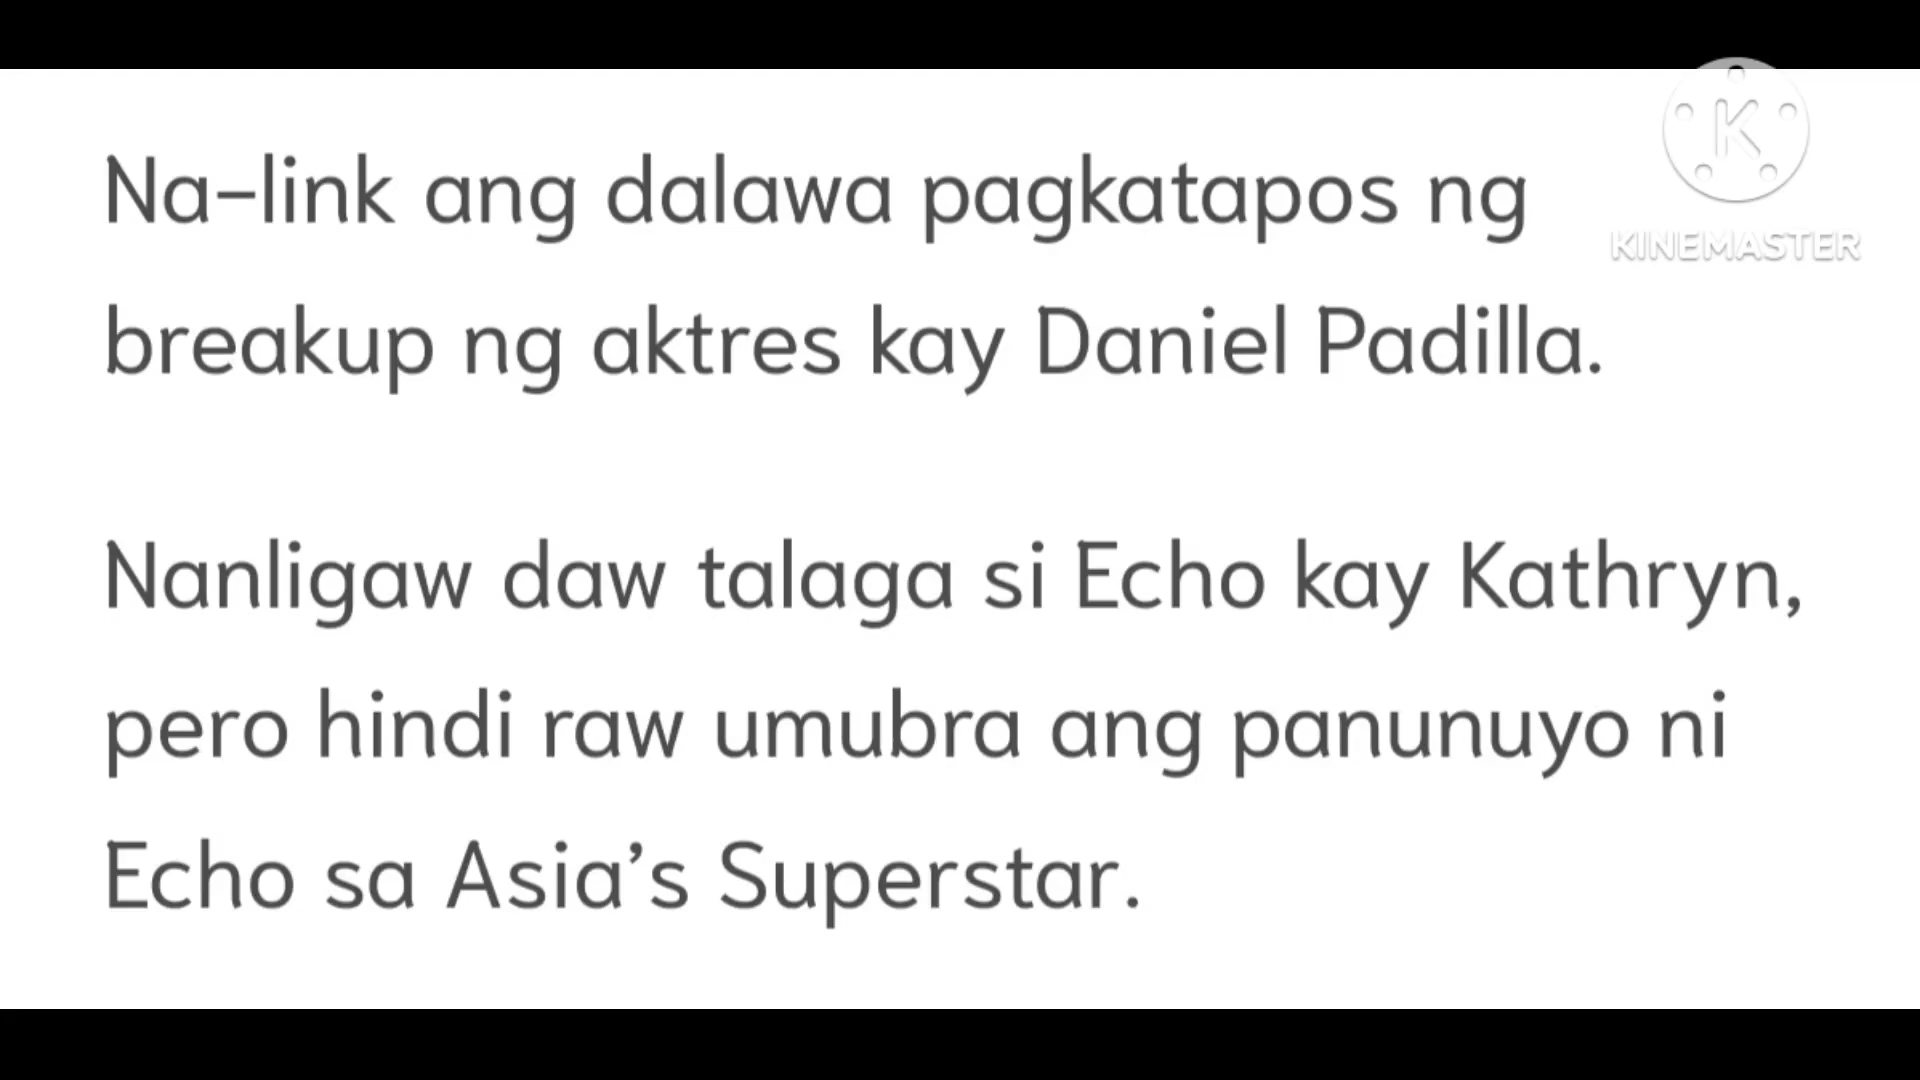 Na-link ang dalawa pagkatapos ng
breakup ng aktres kay Daniel Padilla.
Nanligaw daw talaga si Echo kay Kathryn,
pero hindi raw umubra ang panunuyo ni
Echo sa Asia’s Superstar.
K
KINEMASTER